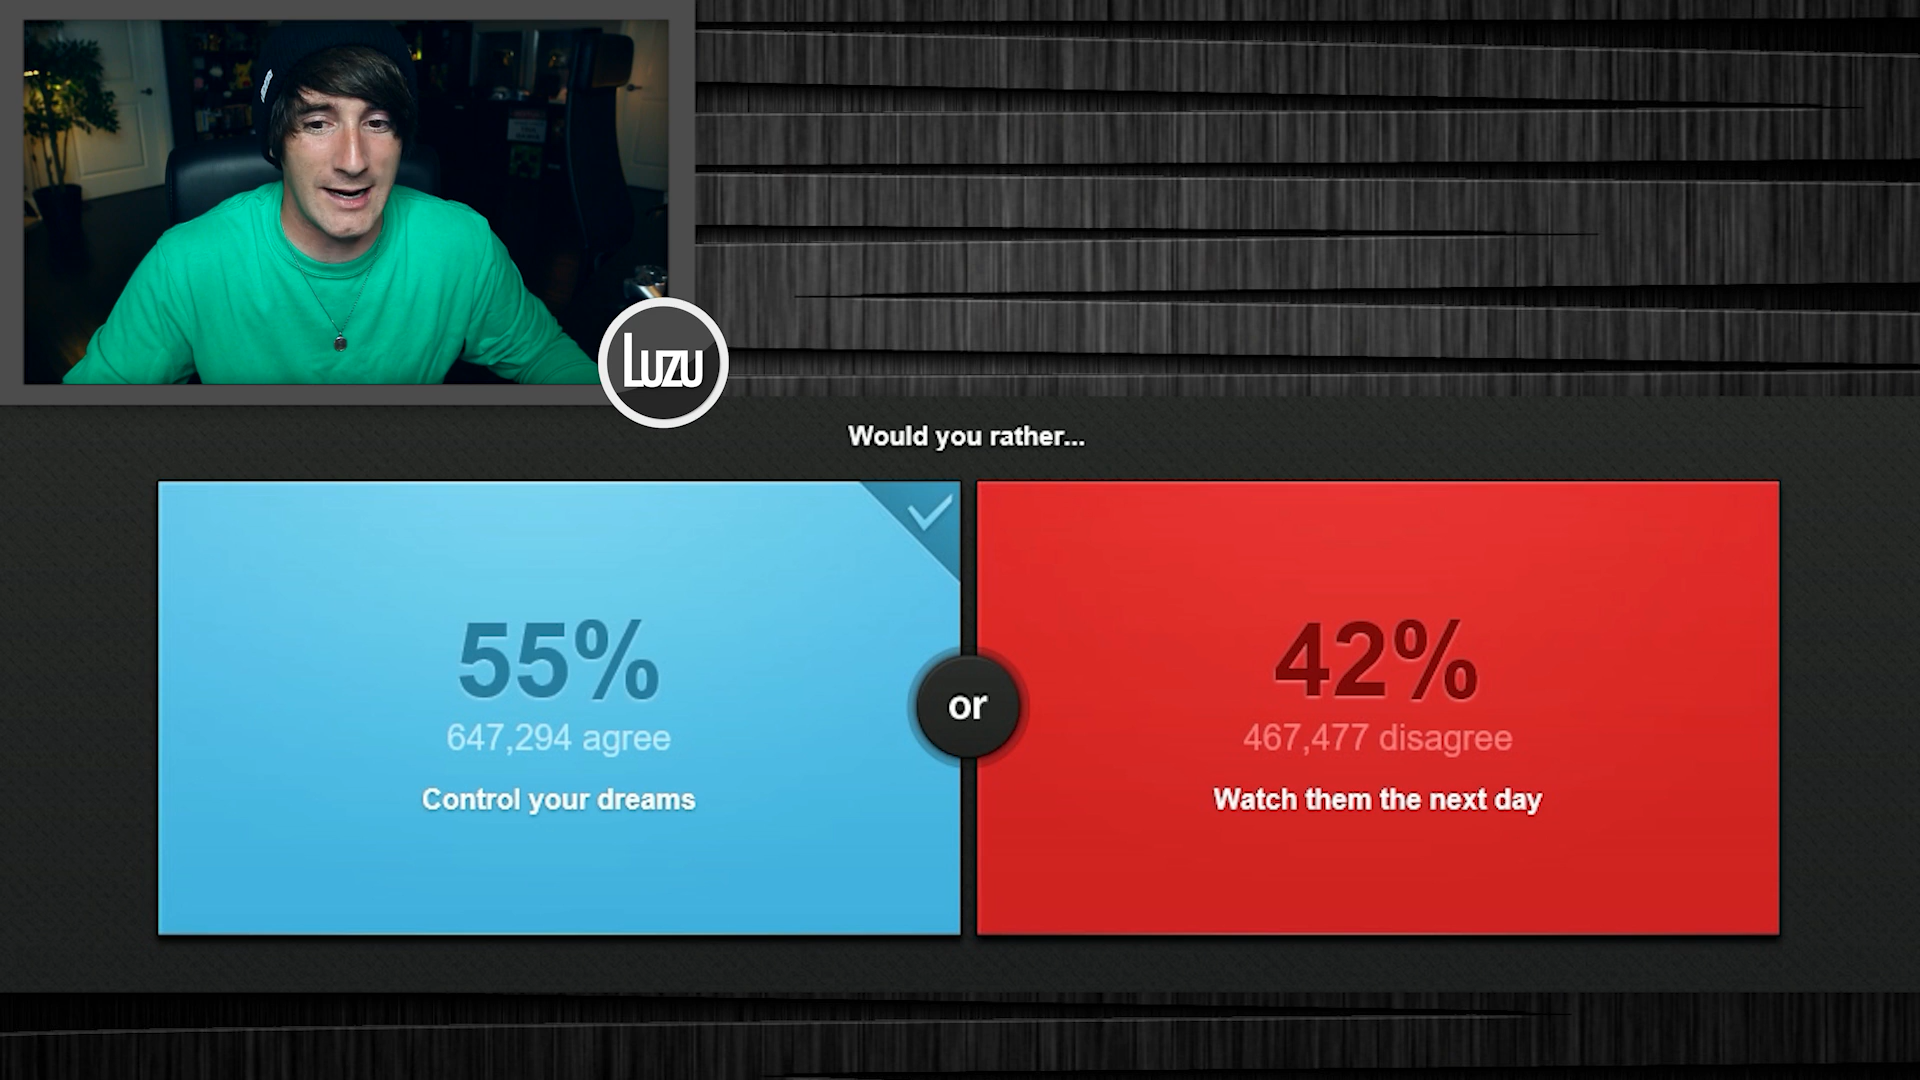 Luzu
Would you rather...
55%
647,294 agree
Control your dreams
or
42%
467,477 disagree
Watch them the next day